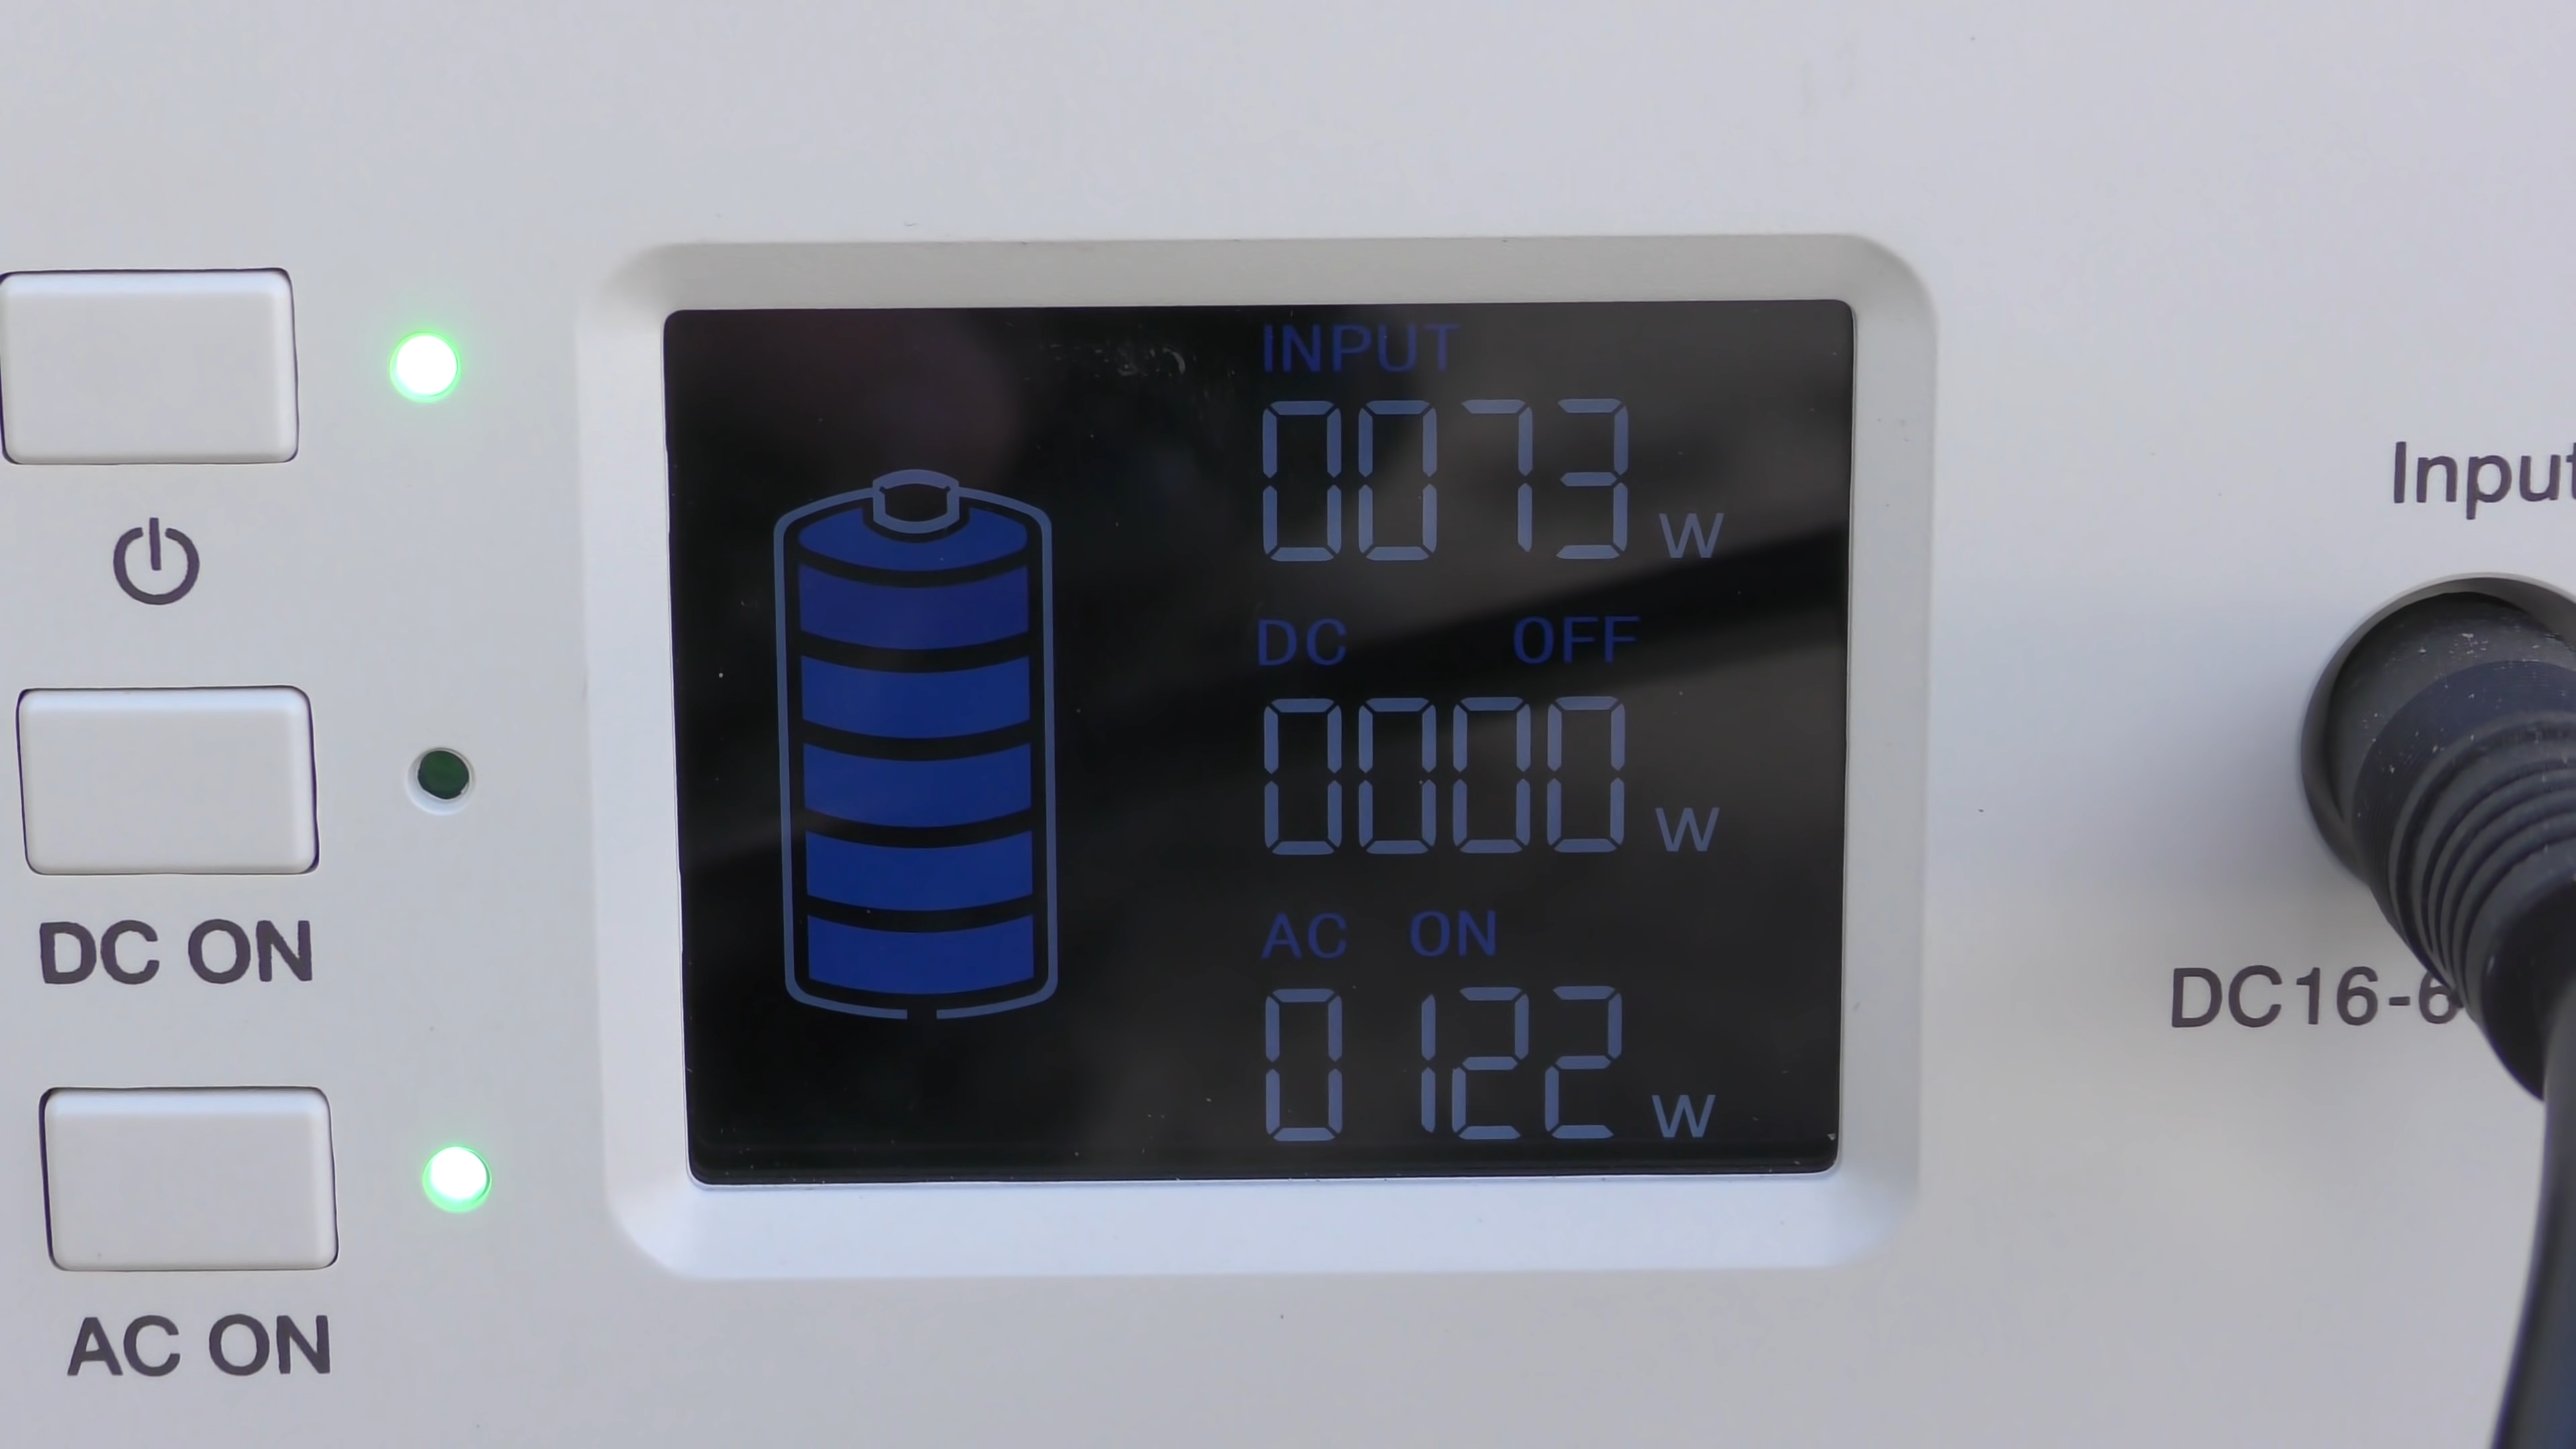 INPUT
0073 W
DC OFF
0000 W
AC ON
0122 W
DC ON
AC ON
Input
DC16-6